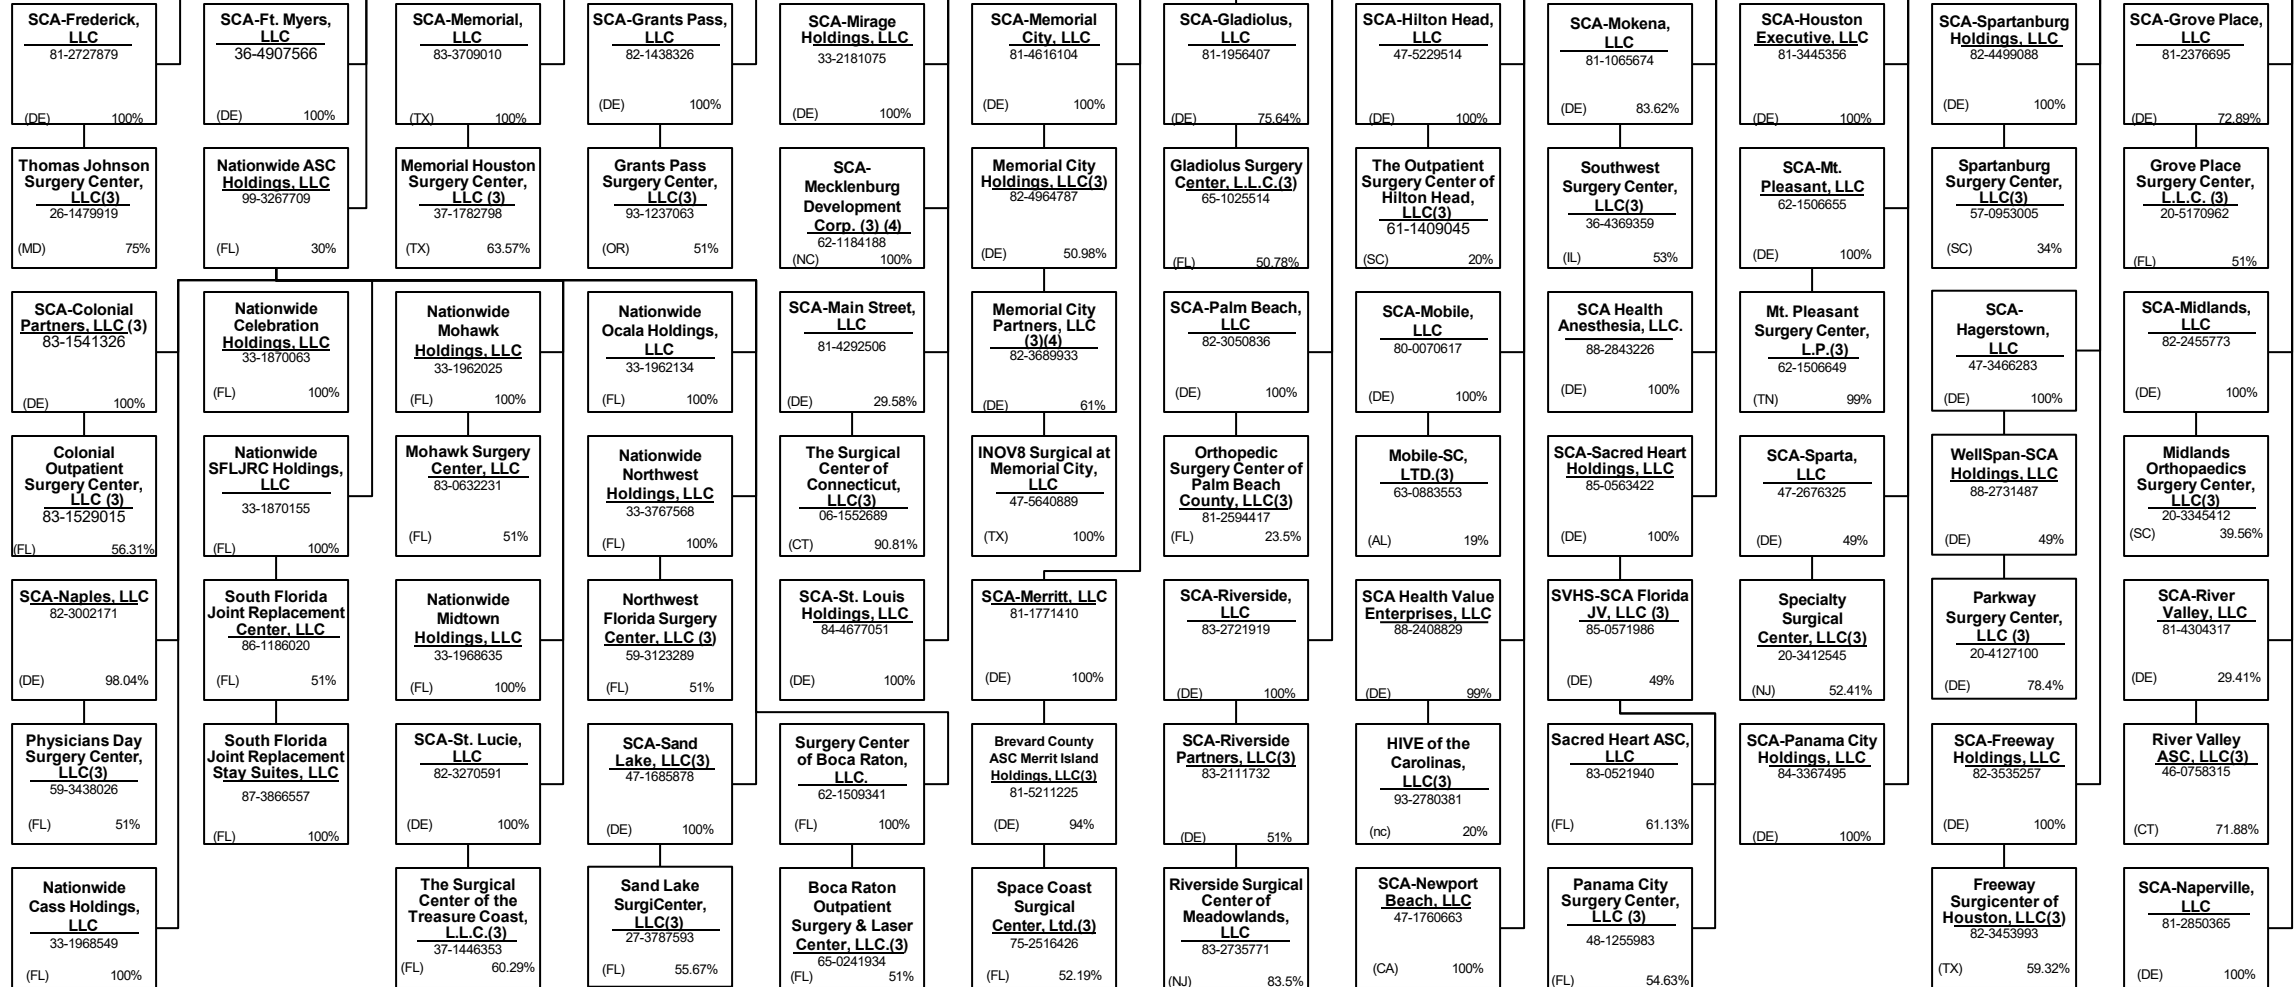 SCA-Frederick,
LLC
81-2727879
(DE) 100%
SCA-Ft. Myers,
LLC
36-4907566
(DE) 100%
SCA-Memorial,
LLC
83-3709010
(TX) 100%
SCA-Grants Pass,
LLC
82-1438326
(DE) 100%
SCA-Mirage
Holdings, LLC
33-2181075
(DE) 100%
SCA-Memorial
City, LLC
81-4616104
(DE) 100%
SCA-Gladiolus,
LLC
81-1956407
(DE) 75.64%
SCA-Hilton Head,
LLC
47-5229514
(DE) 100%
SCA-Mokena,
LLC
81-1065674
(DE) 83.62%
SCA-Houston
Executive, LLC
81-3445356
(DE) 100%
SCA-Spartanburg
Holdings, LLC
82-4499088
(DE) 100%
SCA-Grove Place,
LLC
81-2376695
(DE) 72.89%
Thomas Johnson
Surgery Center,
LLC(3)
26-1479919
(MD) 75%
Nationwide ASC
Holdings, LLC
99-3267709
(FL) 30%
Memorial Houston
Surgery Center,
LLC (3)
37-1782798
(TX) 63.57%
Grants Pass
Surgery Center,
LLC(3)
93-1237063
(OR) 51%
SCA-
Mecklenburg
Development
Corp. (3) (4)
62-1184188
(NC) 100%
Memorial City
Holdings, LLC(3)
82-4964787
(DE) 50.98%
Gladiolus Surgery
Center, L.L.C.(3)
65-1025514
(FL) 50.78%
The Outpatient
Surgery Center of
Hilton Head,
LLC(3)
61-1409045
(SC) 20%
Southwest
Surgery Center,
LLC(3)
36-4369359
(IL) 53%
SCA-Mt.
Pleasant, LLC
62-1506655
(DE) 100%
Spartanburg
Surgery Center,
LLC(3)
57-0953005
(SC) 34%
Grove Place
Surgery Center,
L.L.C. (3)
20-5170962
(FL) 51%
SCA-Colonial
Partners, LLC (3)
83-1541326
(DE) 100%
Nationwide
Celebration
Holdings, LLC
33-1870063
(FL) 100%
Nationwide
Mohawk
Holdings, LLC
33-1962025
(FL) 100%
Nationwide
Ocala Holdings,
LLC
33-1962134
(FL) 100%
SCA-Main Street,
LLC
81-4292506
(DE) 29.58%
Memorial City
Partners, LLC
(3)(4)
82-3689933
(DE) 61%
SCA-Palm Beach,
LLC
82-3050836
(DE) 100%
SCA-Mobile,
LLC
80-0070617
(DE) 100%
SCA Health
Anesthesia, LLC.
88-2843226
(DE) 100%
Mt. Pleasant
Surgery Center,
L.P.(3)
62-1506649
(TN) 99%
SCA-
Hagerstown,
LLC
47-3466283
(DE) 100%
SCA-Midlands,
LLC
82-2455773
(DE) 100%
Colonial
Outpatient
Surgery Center,
LLC (3)
83-1529015
(FL) 56.31%
Nationwide
SFLJRC Holdings,
LLC
33-1870155
(FL) 100%
Mohawk Surgery
Center, LLC
83-0632231
(FL) 51%
Nationwide
Northwest
Holdings, LLC
33-3767568
(FL) 100%
The Surgical
Center of
Connecticut,
LLC(3)
06-1552689
(CT) 90.81%
INOV8 Surgical at
Memorial City,
LLC
47-5640889
(TX) 100%
Orthopedic
Surgery Center of
Palm Beach
County, LLC(3)
81-2594417
(FL) 23.5%
Mobile-SC,
LTD.(3)
63-0883553
(AL) 19%
SCA-Sacred Heart
Holdings, LLC
85-0563422
(DE) 100%
SCA-Sparta,
LLC
47-2676325
(DE) 49%
WellSpan-SCA
Holdings, LLC
88-2731487
(DE) 49%
Midlands
Orthopaedics
Surgery Center,
LLC(3)
20-3345412
(SC) 39.56%
SCA-Naples, LLC
82-3002171
(DE) 98.04%
South Florida
Joint Replacement
Center, LLC
86-1186020
(FL) 51%
Nationwide
Midtown
Holdings, LLC
33-1968635
(FL) 100%
Northwest
Florida Surgery
Center, LLC (3)
59-3123289
(FL) 51%
SCA-St. Louis
Holdings, LLC
84-4677051
(DE) 100%
SCA-Merritt, LLC
81-1771410
(DE) 100%
SCA-Riverside,
LLC
83-2721919
(DE) 100%
SCA Health Value
Enterprises, LLC
88-2408829
(DE) 99%
SVHS-SCA Florida
JV, LLC (3)
85-0571986
(DE) 49%
Specialty
Surgical
Center, LLC(3)
20-3412545
(NJ) 52.41%
Parkway
Surgery Center,
LLC (3)
20-4127100
(DE) 78.4%
SCA-River
Valley, LLC
81-4304317
(DE) 29.41%
Physicians Day
Surgery Center,
LLC(3)
59-3438026
(FL) 51%
South Florida
Joint Replacement
Stay Suites, LLC
87-3866557
(FL) 100%
SCA-St. Lucie,
LLC
82-3270591
(DE) 100%
SCA-Sand
Lake, LLC(3)
47-1685878
(DE) 100%
Surgery Center
of Boca Raton,
LLC.
62-1509341
(FL) 100%
Brevard County
ASC Merrit Island
Holdings, LLC(3)
81-5211225
(DE) 94%
SCA-Riverside
Partners, LLC(3)
83-2111732
(DE) 51%
HIVE of the
Carolinas,
LLC(3)
93-2780381
(nc) 20%
Sacred Heart ASC,
LLC
83-0521940
(FL) 61.13%
SCA-Panama City
Holdings, LLC
84-3367495
(DE) 100%
SCA-Freeway
Holdings, LLC
82-3535257
(DE) 100%
River Valley
ASC, LLC(3)
46-0758315
(CT) 71.88%
Nationwide
Cass Holdings,
LLC
33-1968549
(FL) 100%
The Surgical
Center of the
Treasure Coast,
L.L.C.(3)
37-1446353
(FL) 60.29%
Sand Lake
SurgiCenter,
LLC(3)
27-3787593
(FL) 55.67%
Boca Raton
Outpatient
Surgery & Laser
Center, LLC.(3)
65-0241934
(FL) 51%
Space Coast
Surgical
Center, Ltd.(3)
75-2516426
(FL) 52.19%
Riverside Surgical
Center of
Meadowlands,
LLC
83-2735771
(NJ) 83.5%
SCA-Newport
Beach, LLC
47-1760663
(CA) 100%
Panama City
Surgery Center,
LLC (3)
48-1255983
(FL) 54.63%
Freeway
Surgicenter of
Houston, LLC(3)
82-3453993
(TX) 59.32%
SCA-Naperville,
LLC
81-2850365
(DE) 100%